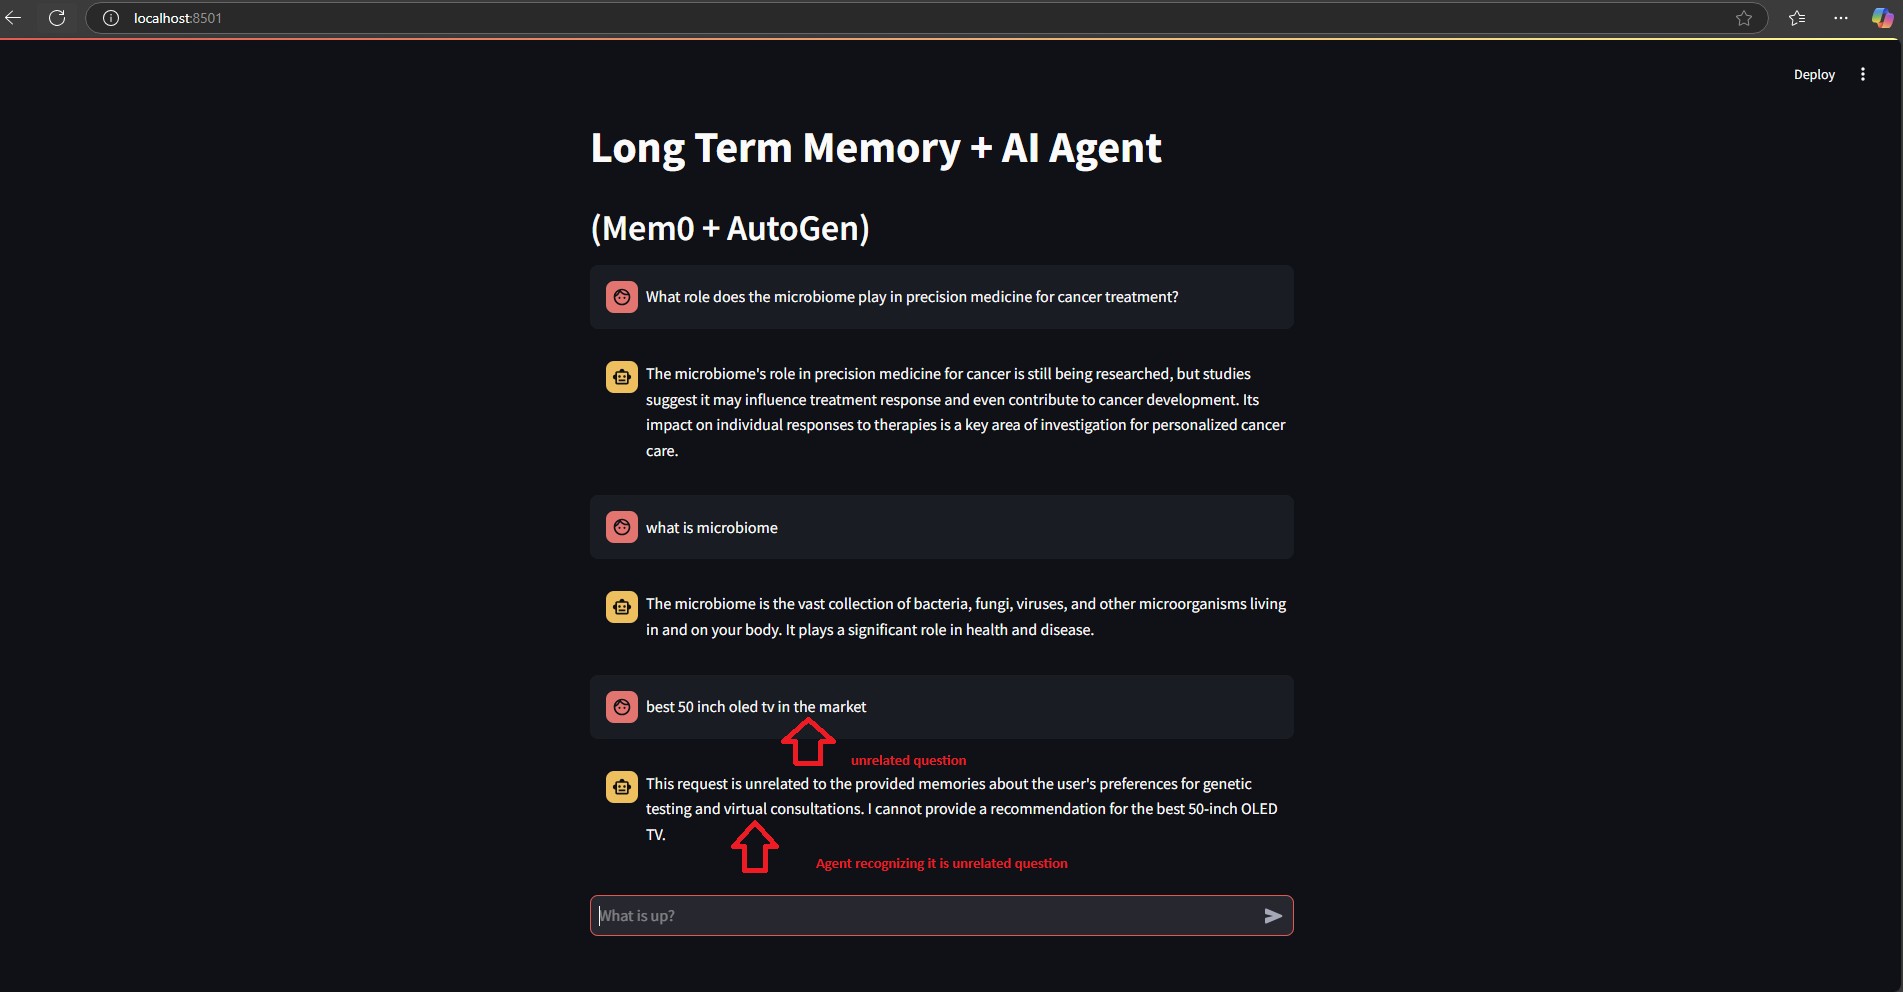 localhost:8501
Deploy
Long Term Memory + AI Agent
(Mem0 + AutoGen)
What role does the microbiome play in precision medicine for cancer treatment?
The microbiome's role in precision medicine for cancer is still being researched, but studies
suggest it may influence treatment response and even contribute to cancer development. Its
impact on individual responses to therapies is a key area of investigation for personalized cancer
care.
what is microbiome
The microbiome is the vast collection of bacteria, fungi, viruses, and other microorganisms living
in and on your body. It plays a significant role in health and disease.
best 50 inch oled tv in the market
unrelated question
This request is unrelated to the provided memories about the user's preferences for genetic
testing and virtual consultations. I cannot provide a recommendation for the best 50-inch OLED
TV.
Agent recognizing it is unrelated question
What is up?